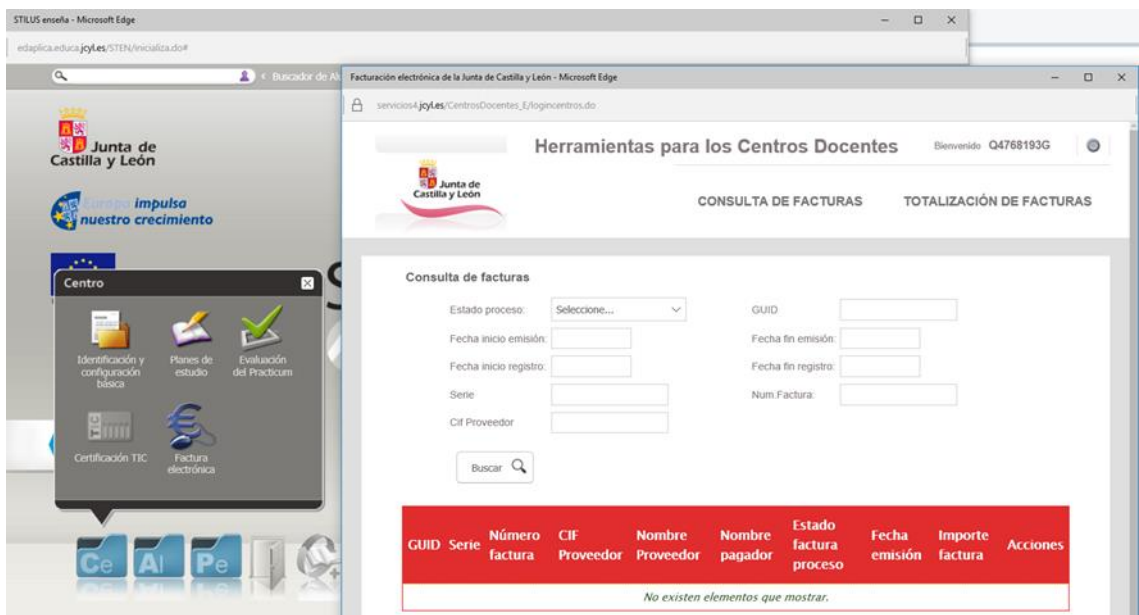 STILUS enseña - Microsoft Edge
edaplica.educa.jcyl.es/STEN/inicializa.do#
Buscador de Al
Junta de
Castilla y León
Europa impulsa
nuestro crecimiento
Centro
Identificación y
configuración
básica
Planes de
estudio
Evaluación
del Practicum
TIC
Certificación TIC
Factura
electrónica
Ce Al Pe
Facturación electrónica de la Junta de Castilla y León - Microsoft Edge
servicios4.jcyl.es/CentrosDocentes_E/logincentros.do
Herramientas para los Centros Docentes
Bienvenido Q4768193G
Junta de
Castilla y León
CONSULTA DE FACTURAS TOTALIZACIÓN DE FACTURAS
Consulta de facturas
Estado proceso: Seleccione... GUID
Fecha inicio emisión: Fecha fin emisión:
Fecha inicio registro: Fecha fin registro:
Serie Num.Factura:
Cif Proveedor
Buscar
GUID Serie Número factura CIF Proveedor Nombre Proveedor Nombre pagador Estado factura proceso Fecha emisión Importe factura Acciones
No existen elementos que mostrar.